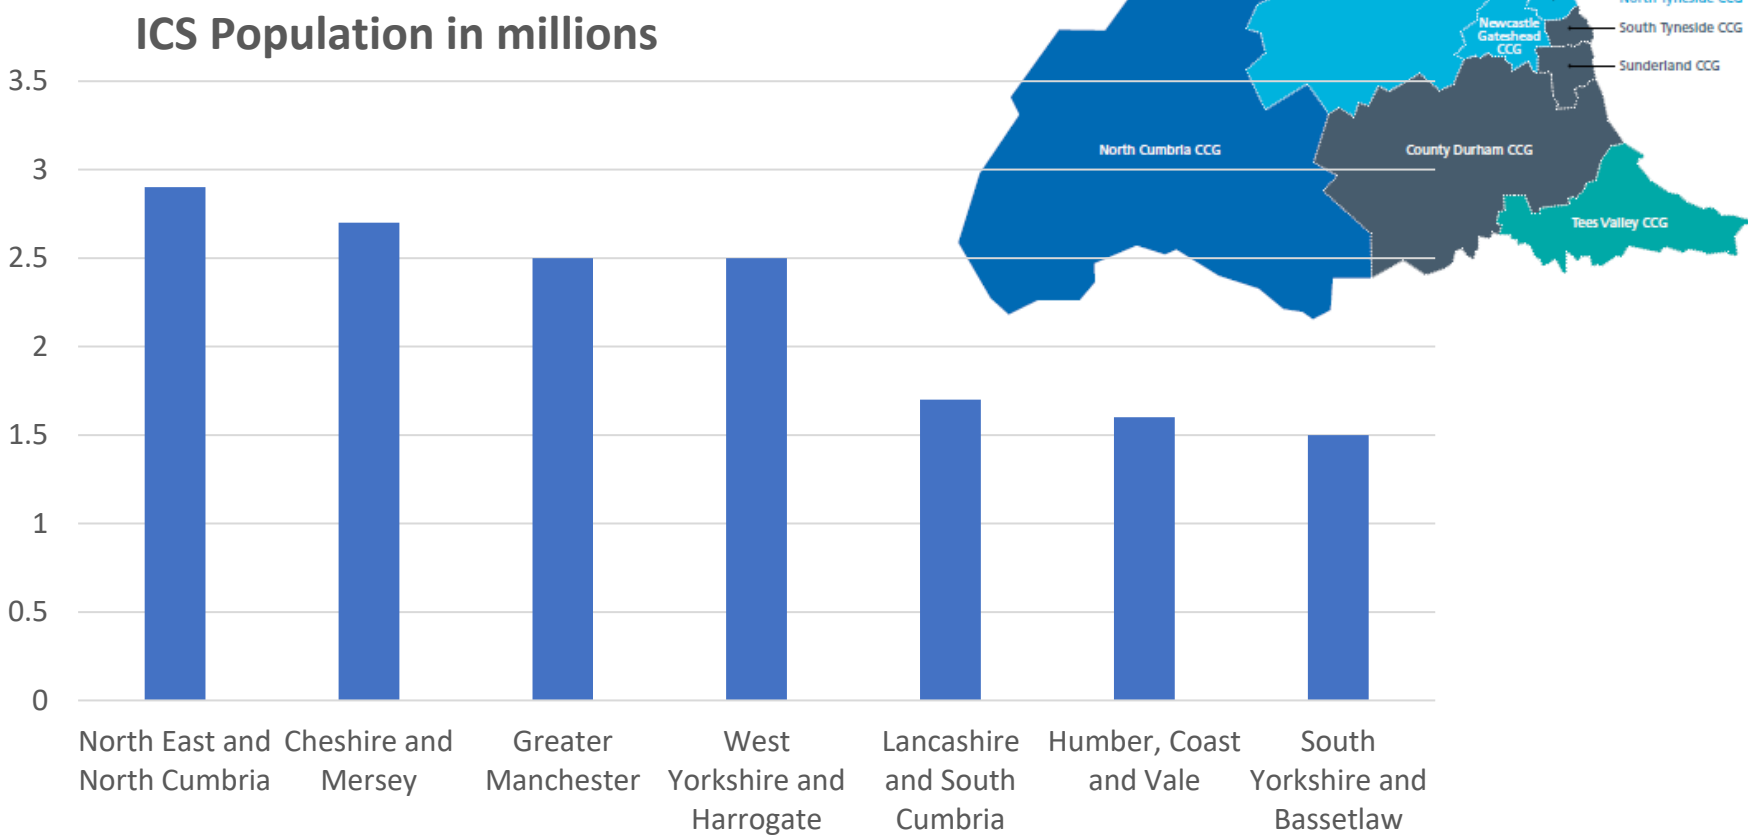 ICS Population in millions
3.5
3
2.5
2
1.5
1
0.5
0
North East and
North Cumbria
Cheshire and
Mersey
Greater
Manchester
West
Yorkshire and
Harrogate
Lancashire
and South
Cumbria
Humber, Coast
and Vale
South
Yorkshire and
Bassetlaw
North Tyneside CCG
South Tyneside CCG
Sunderland CCG
Newcastle
Gateshead
CCG
North Cumbria CCG
County Durham CCG
Tees Valley CCG